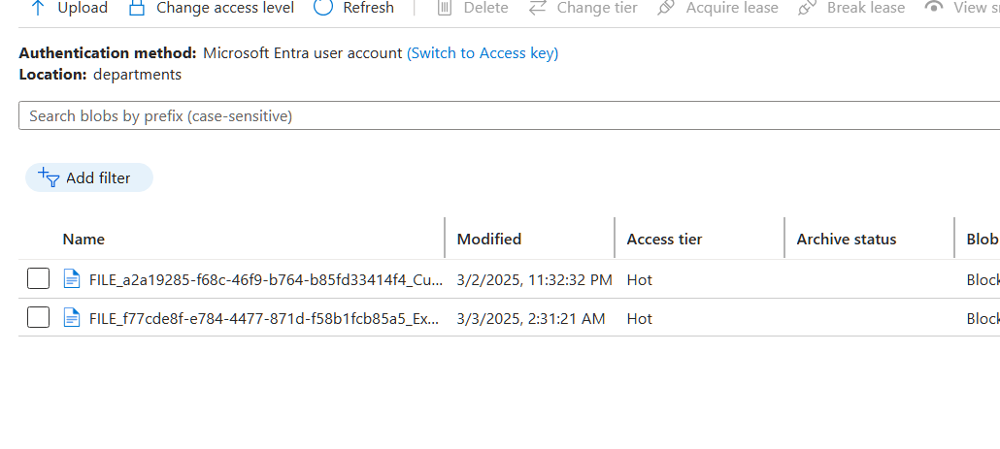 Upload Change access level Refresh Delete Change tier Acquire lease Break lease View
Authentication method: Microsoft Entra user account (Switch to Access key)
Location: departments
Search blobs by prefix (case-sensitive)
Add filter
Name Modified Access tier Archive status Blob
FILE_a2a19285-f68c-46f9-b764-b85fd33414f4_Cu... 3/2/2025, 11:32:32 PM Hot Block
FILE_f77cde8f-e784-4477-871d-f58b1fcb85a5_Ex... 3/3/2025, 2:31:21 AM Hot Block